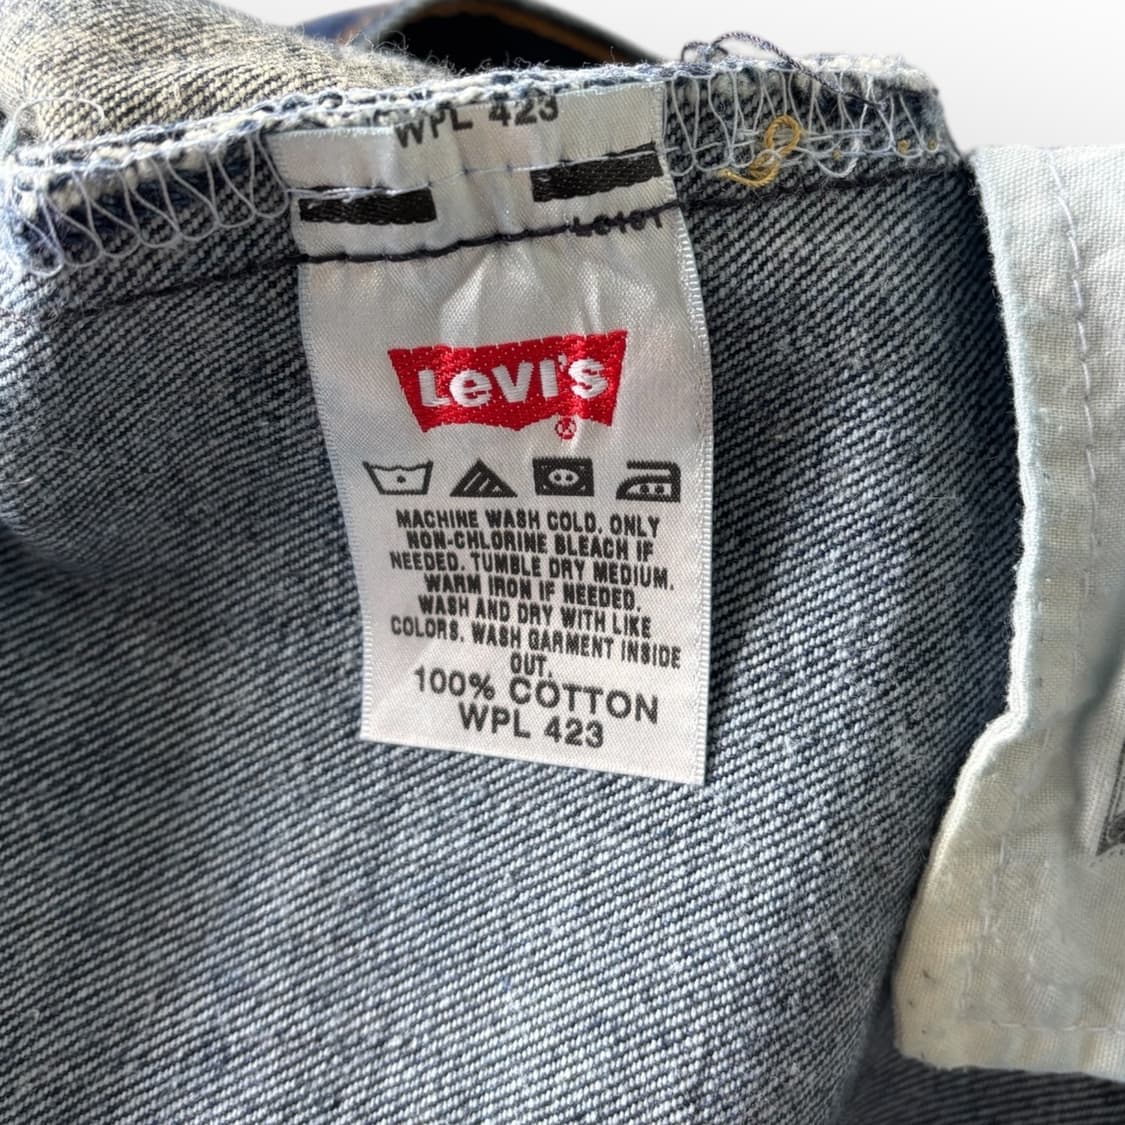 WPL 423
LEVI'S
®
MACHINE WASH COLD. ONLY
NON-CHLORINE BLEACH IF
NEEDED. TUMBLE DRY MEDIUM.
WARM IRON IF NEEDED.
WASH AND DRY WITH LIKE
COLORS. WASH GARMENT INSIDE
OUT.
100% COTTON
WPL 423